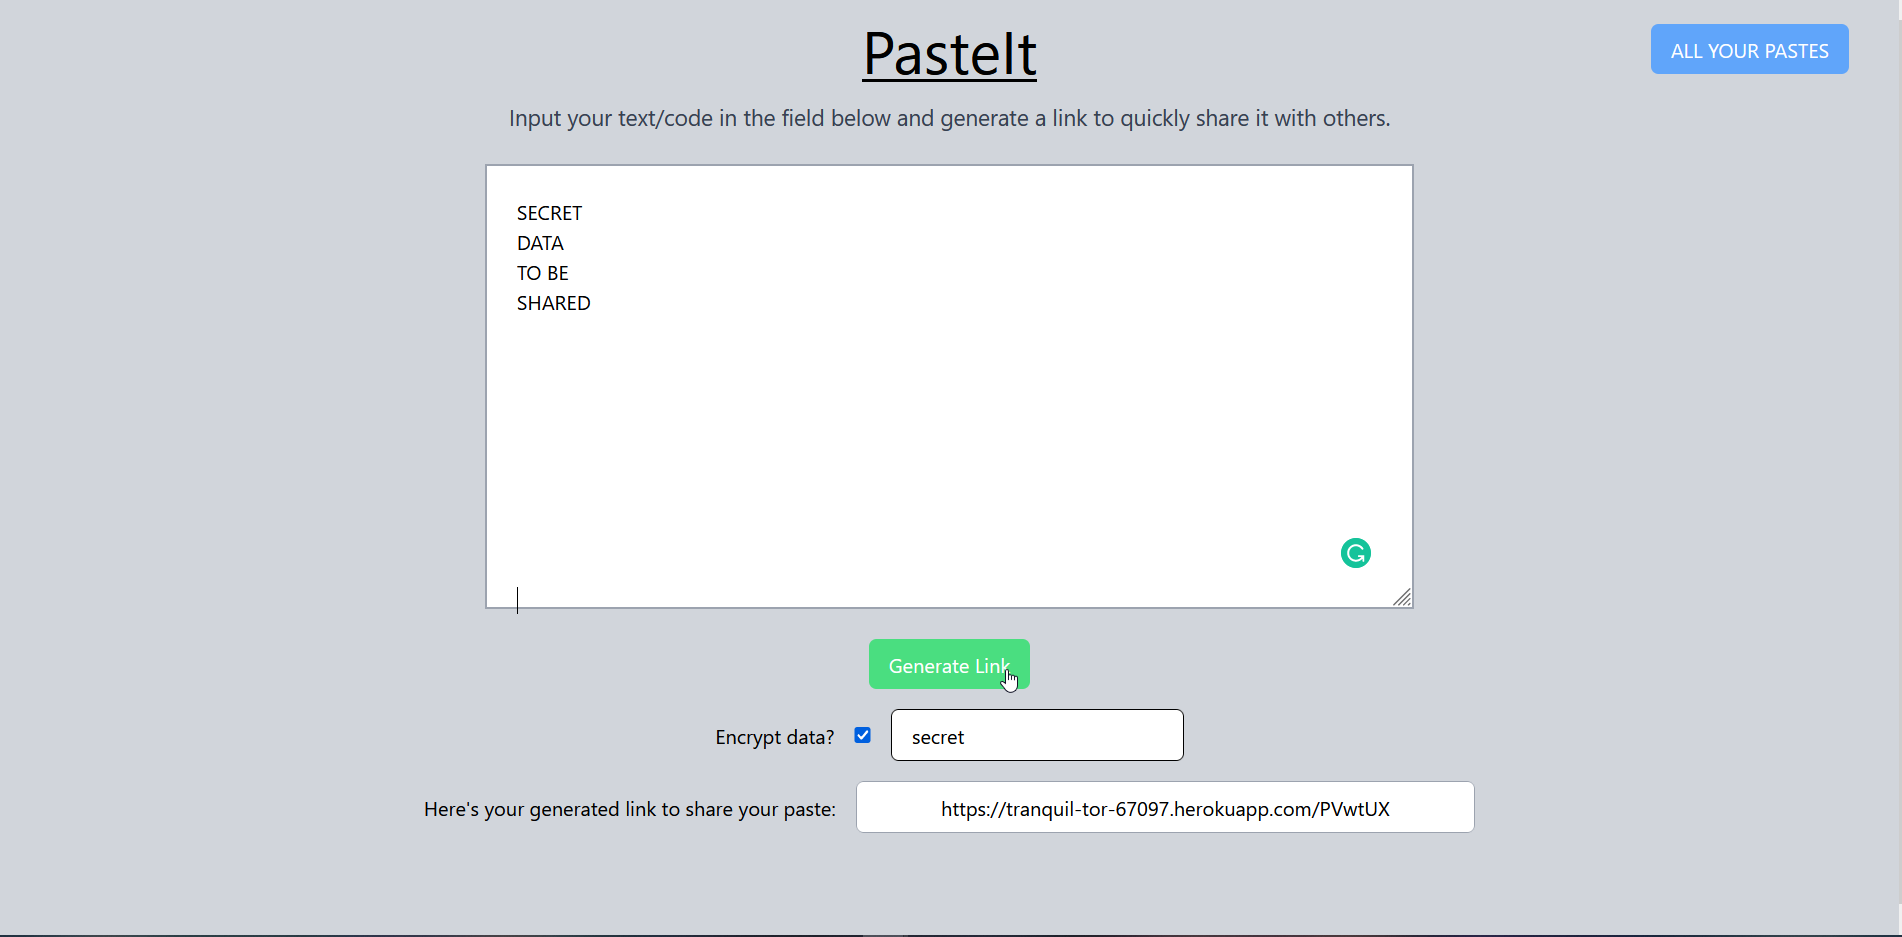 PasteIt
ALL YOUR PASTES
Input your text/code in the field below and generate a link to quickly share it with others.
SECRET
DATA
TO BE
SHARED
Generate Link
Encrypt data?
secret
Here's your generated link to share your paste:
https://tranquil-tor-67097.herokuapp.com/PVwtUX